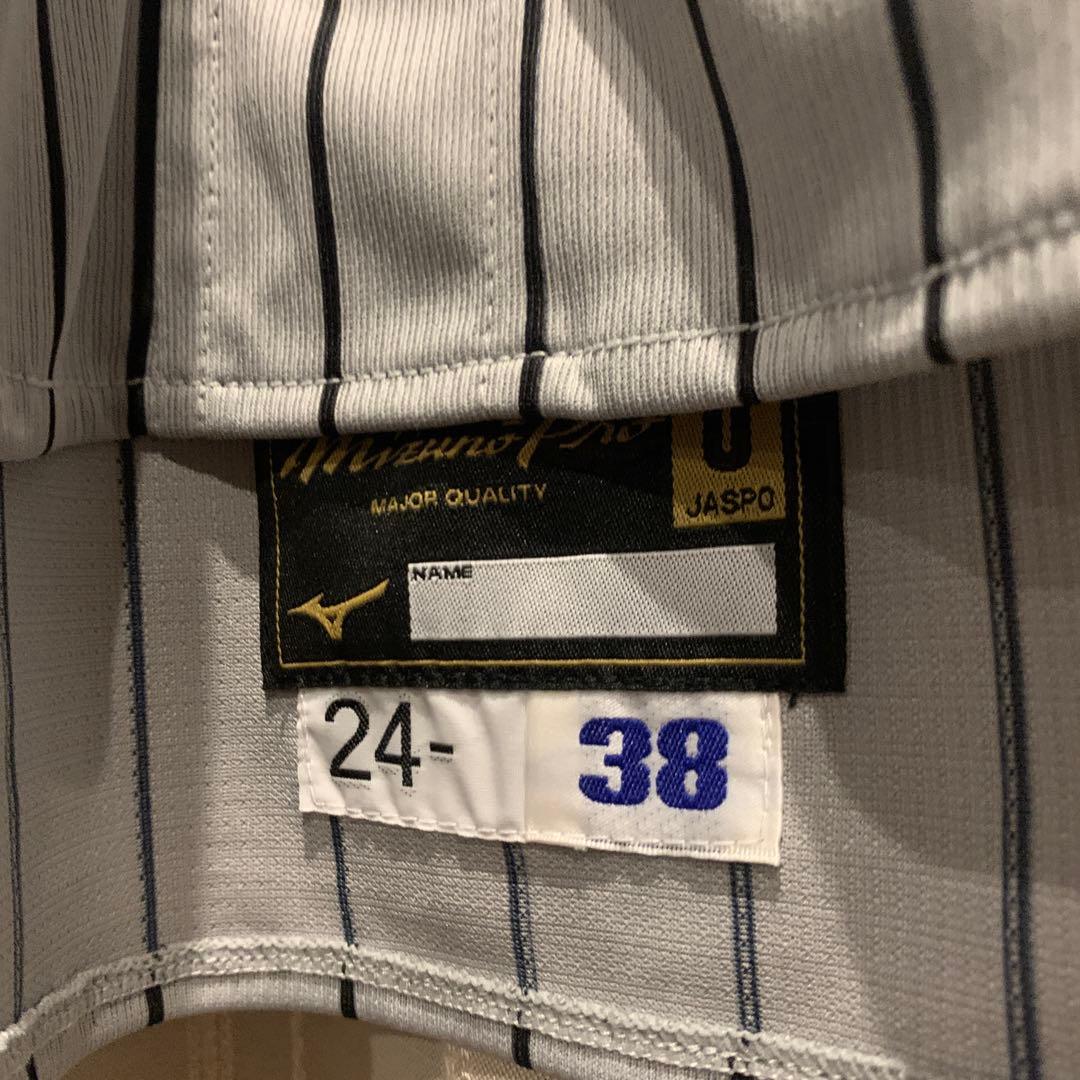 Mizuno Pro
MAJOR QUALITY
JASPO
NAME
24-
38